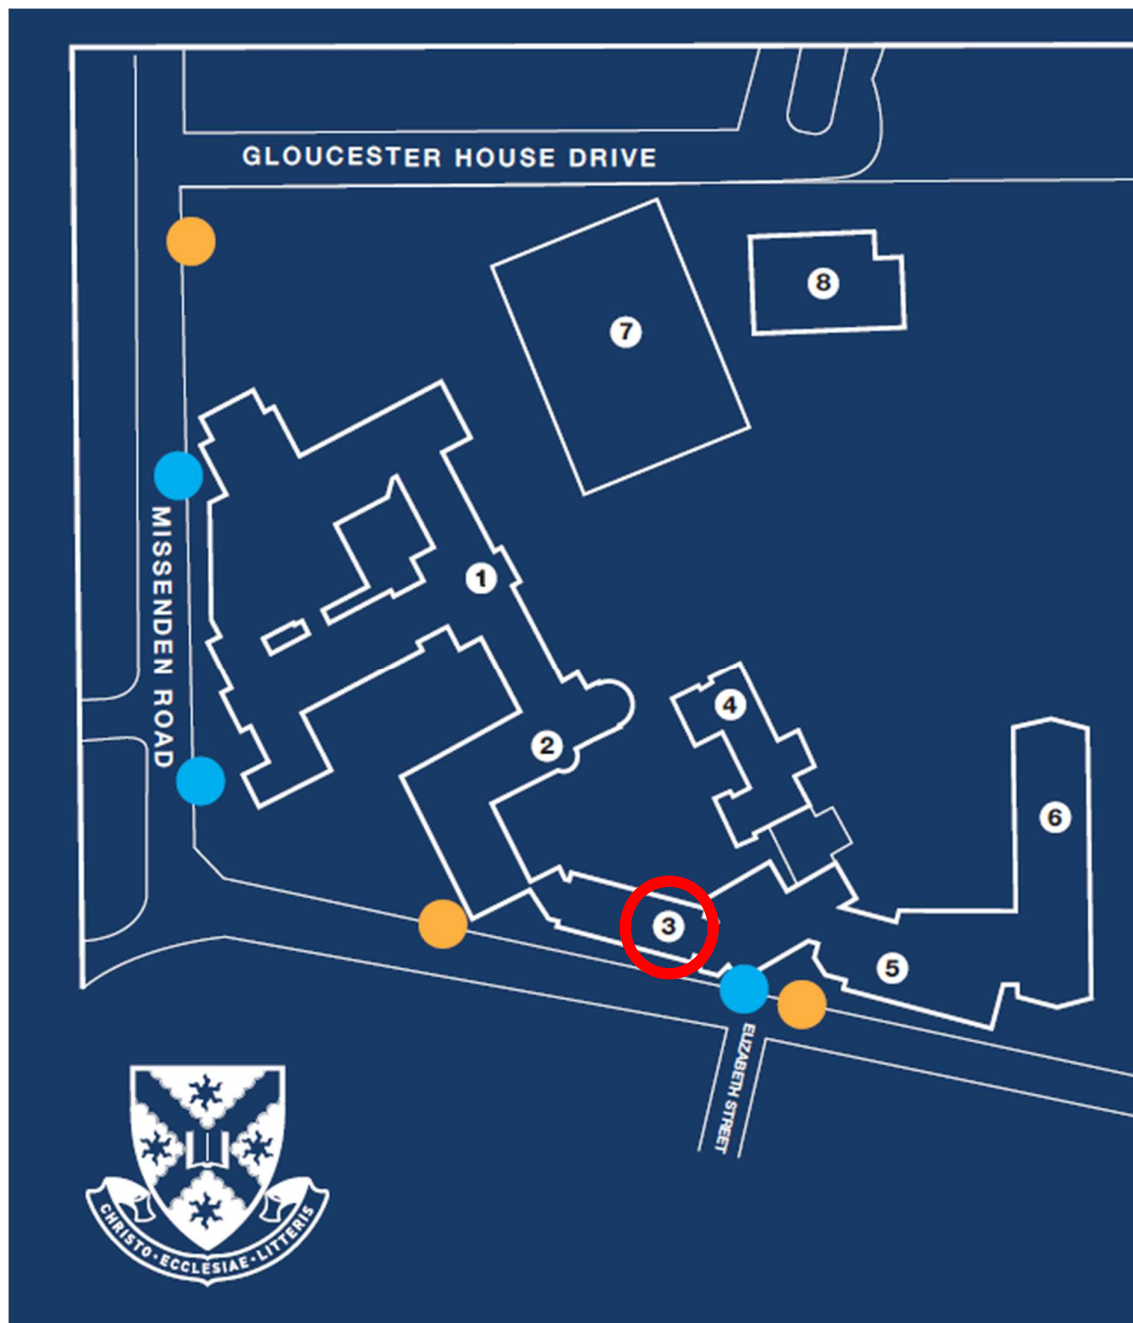 GLOUCESTER HOUSE DRIVE
8
7
MISSENDEN ROAD
1
4
2
6
3
5
ELIZABETH STREET
CHRISTO·ECCLESIAE·LITTERIS